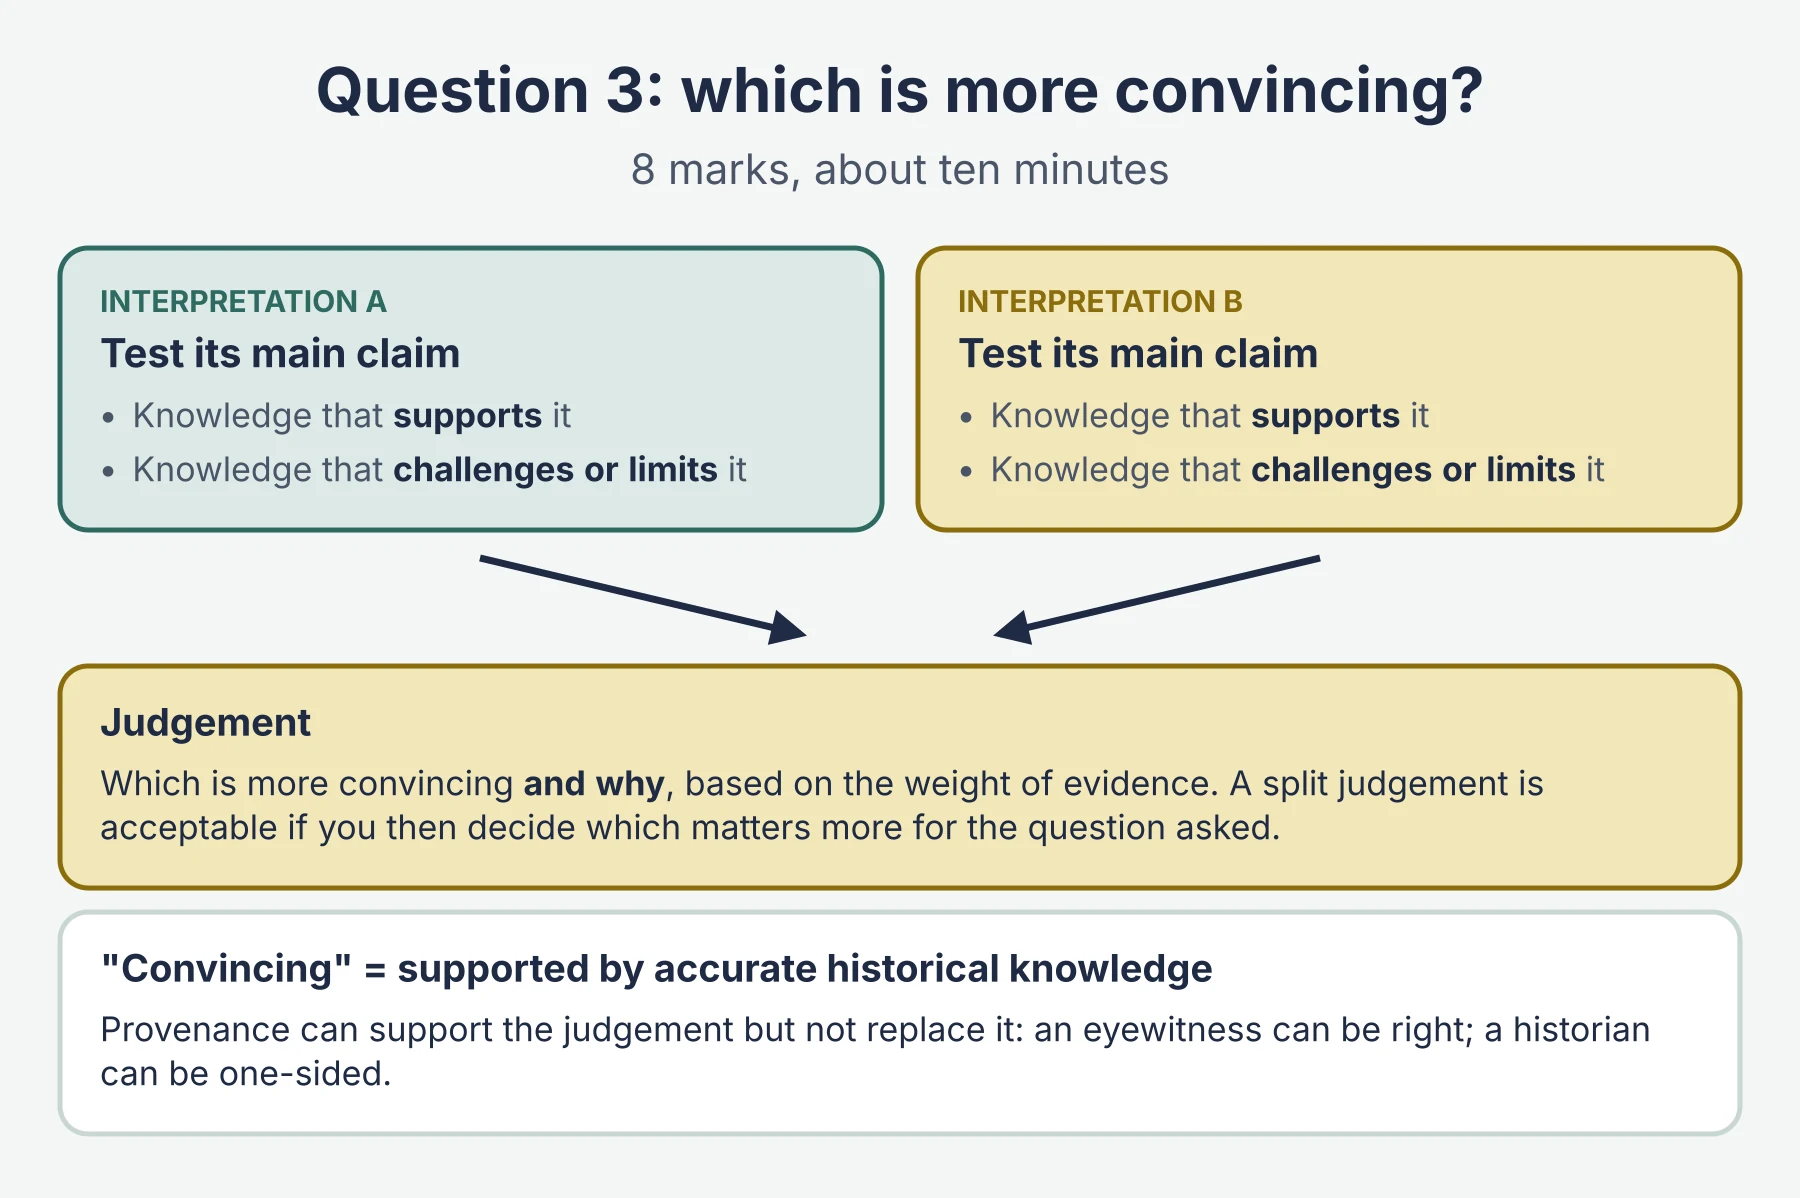 Question 3: which is more convincing?
8 marks, about ten minutes
INTERPRETATION A
Test its main claim
• Knowledge that supports it
• Knowledge that challenges or limits it
INTERPRETATION B
Test its main claim
• Knowledge that supports it
• Knowledge that challenges or limits it
Judgement
Which is more convincing and why, based on the weight of evidence. A split judgement is
acceptable if you then decide which matters more for the question asked.
"Convincing" = supported by accurate historical knowledge
Provenance can support the judgement but not replace it: an eyewitness can be right; a historian
can be one-sided.